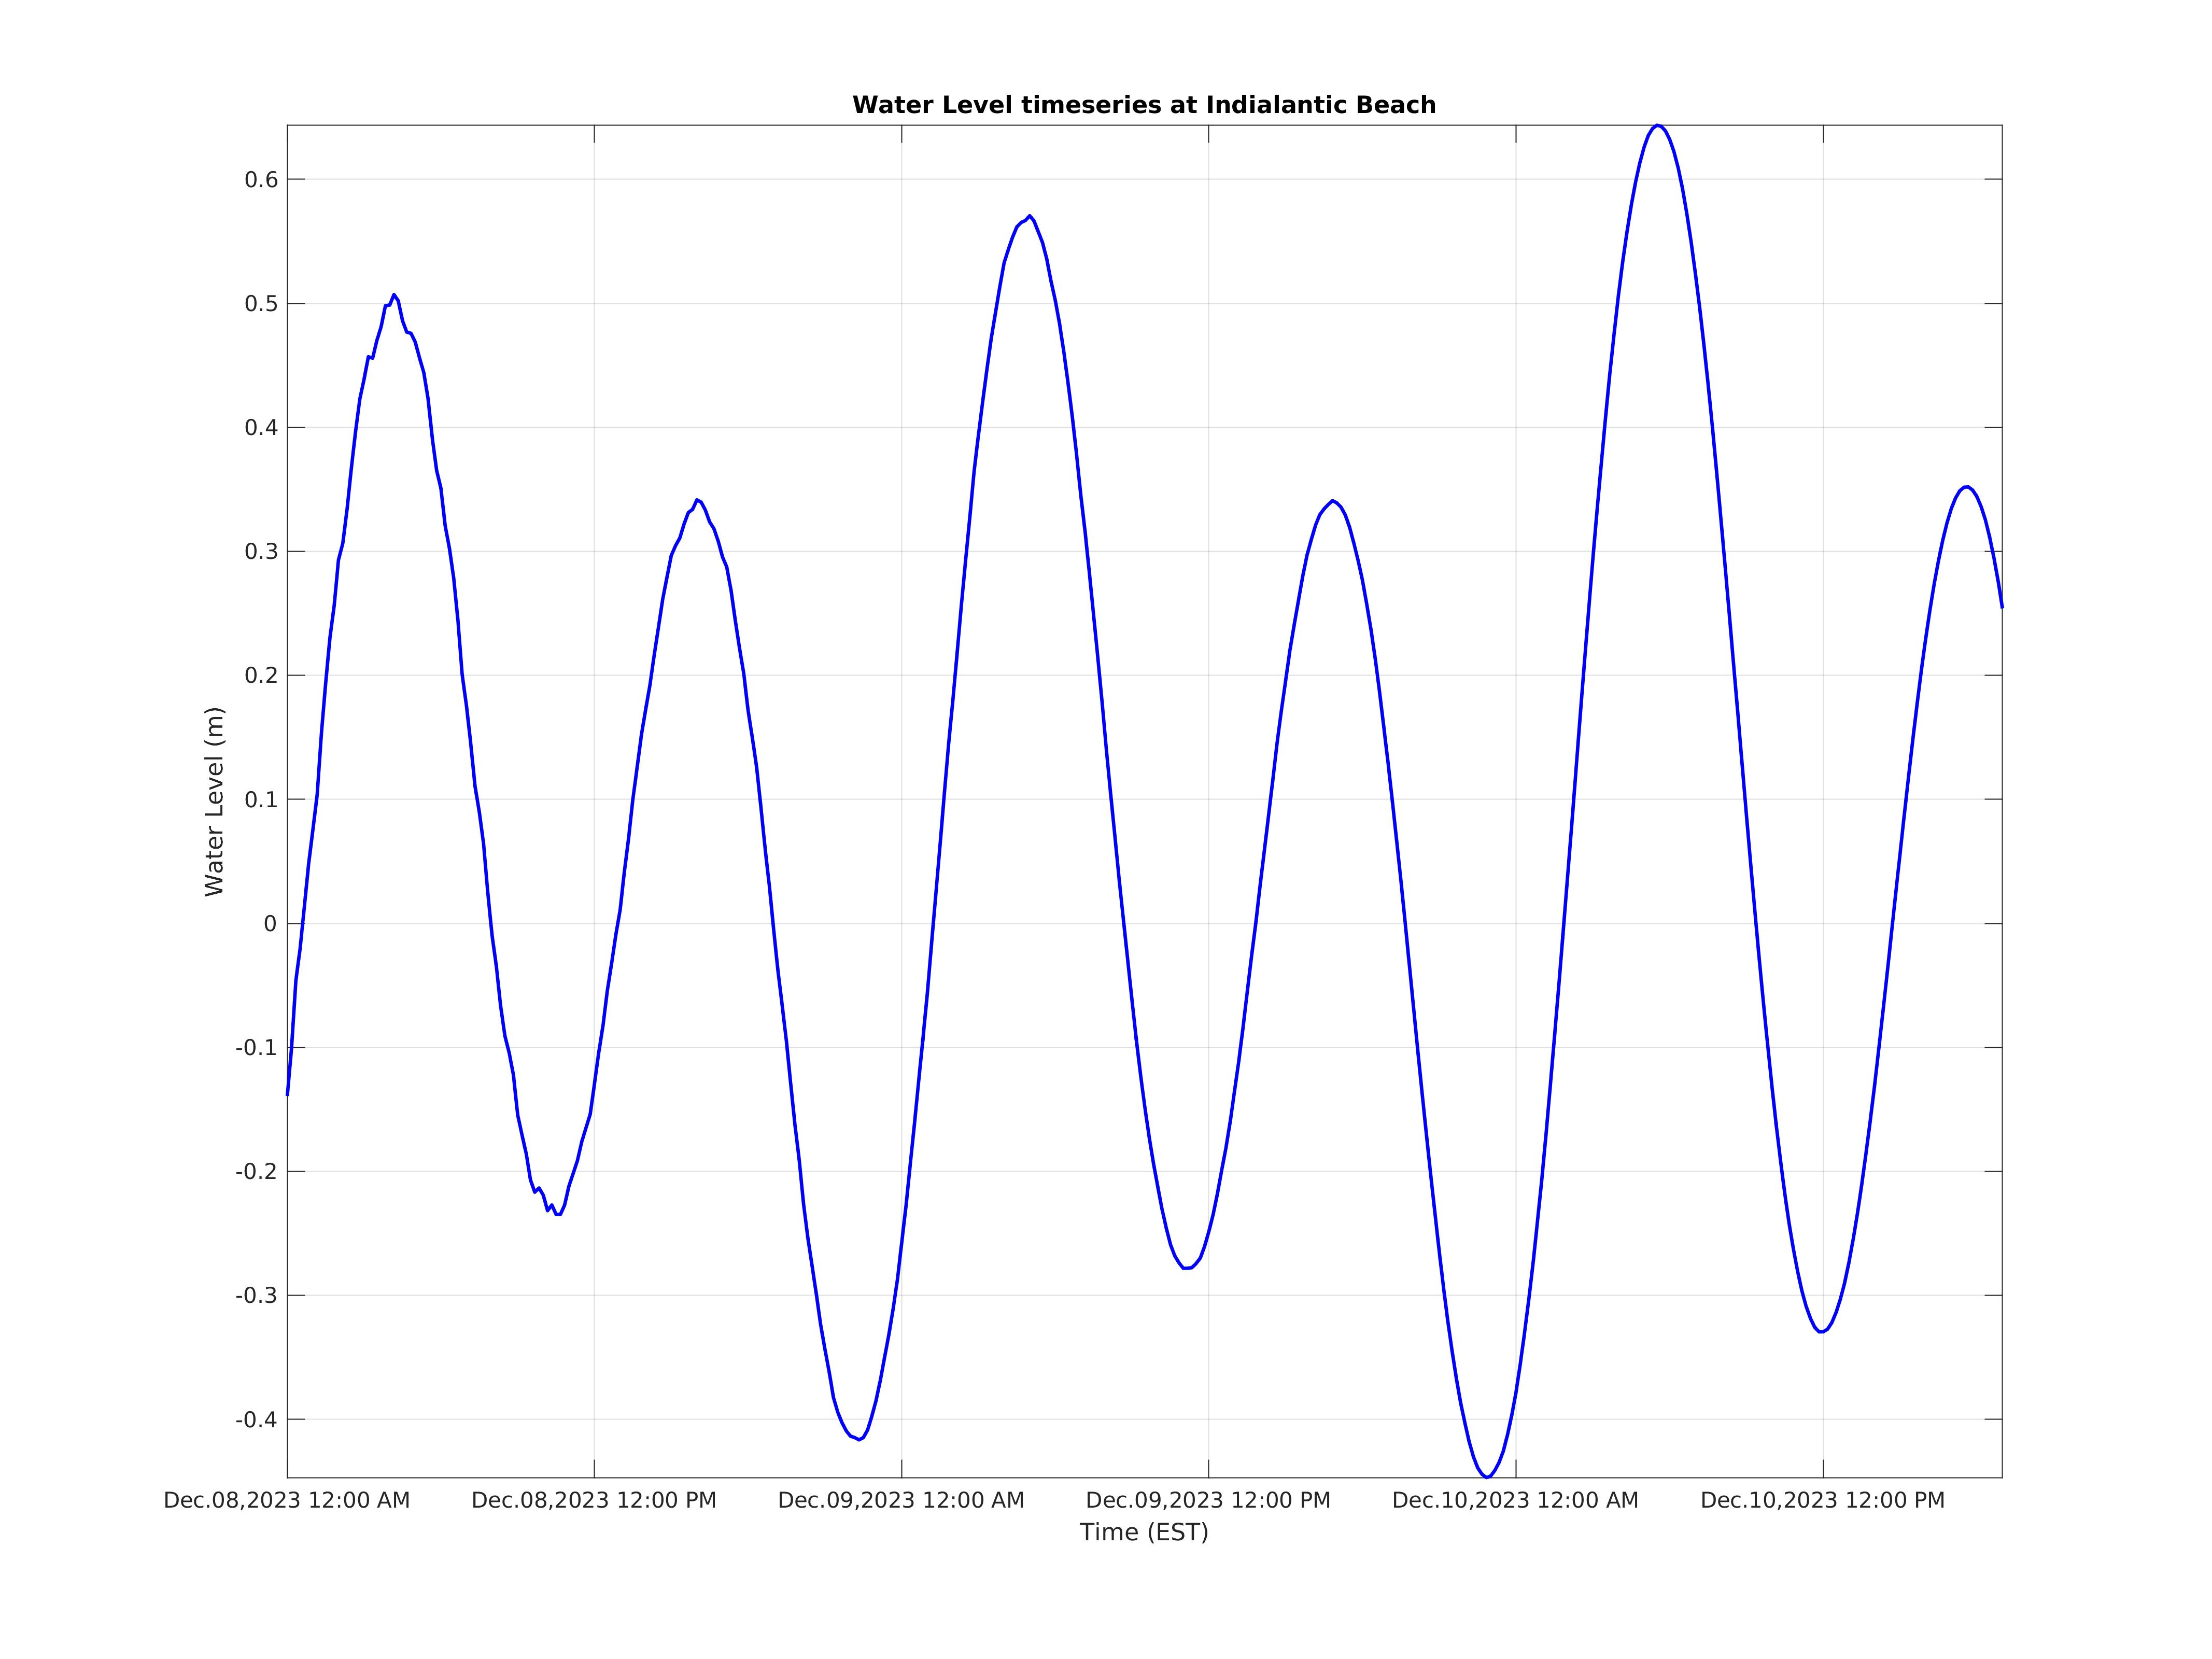 Water Level timeseries at Indialantic Beach
0.6
0.5
0.4
0.3
0.2
0.1
0
-0.1
-0.2
-0.3
-0.4
Water Level (m)
Dec.08,2023 12:00 AM Dec.08,2023 12:00 PM Dec.09,2023 12:00 AM Dec.09,2023 12:00 PM Dec.10,2023 12:00 AM Dec.10,2023 12:00 PM
Time (EST)